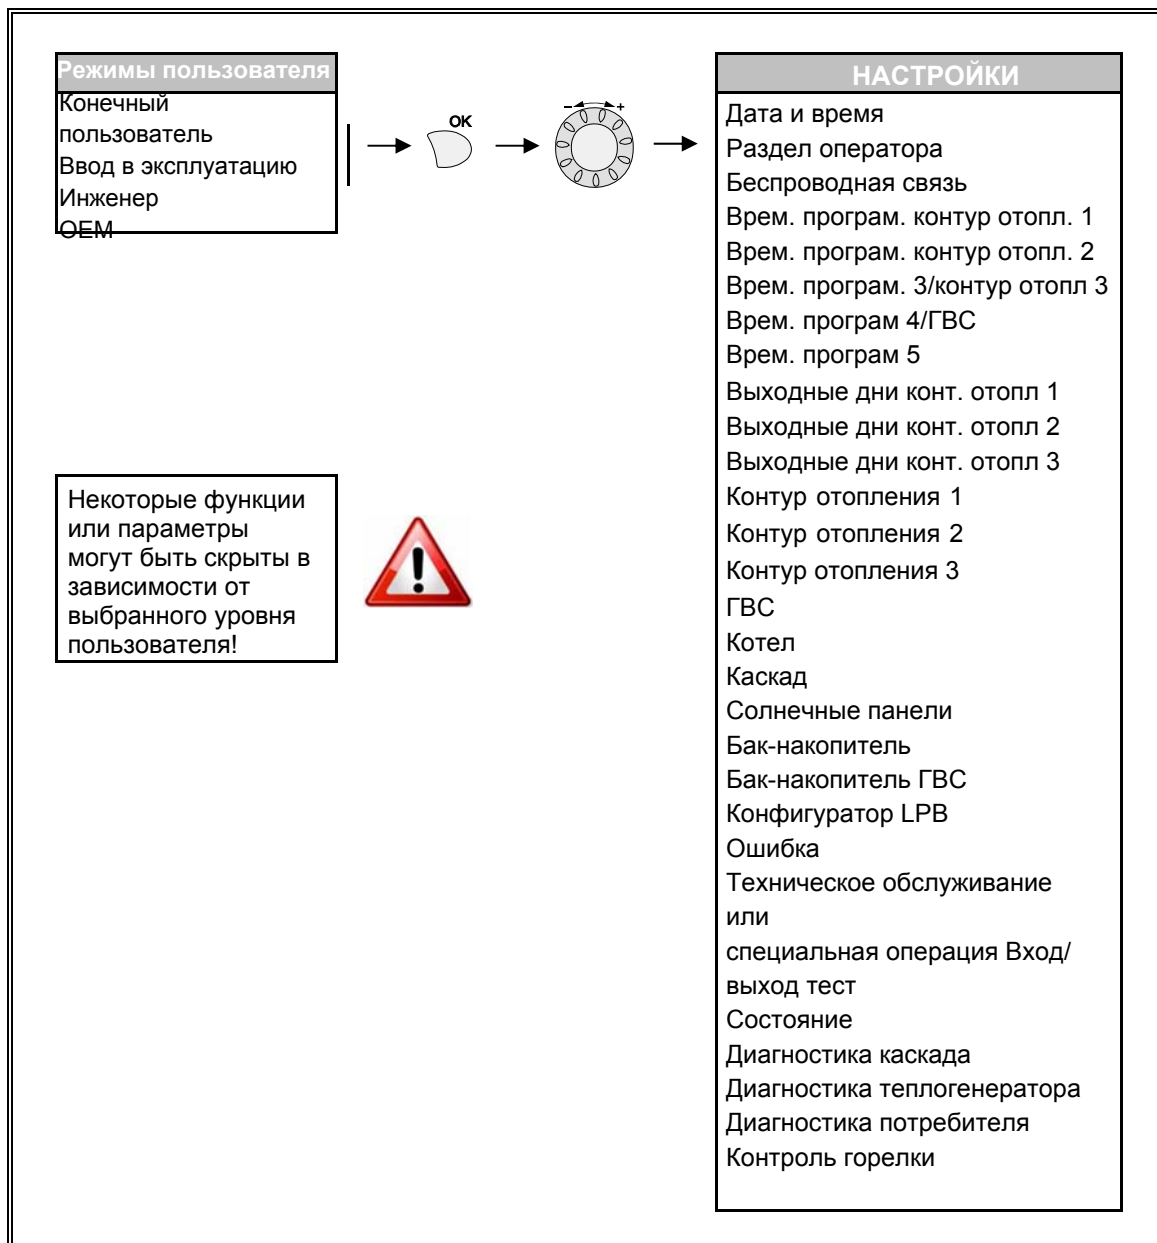 Режимы пользователя
Конечный
пользователь
Ввод в эксплуатацию
Инженер
OEM
OK
- +
НАСТРОЙКИ
Дата и время
Раздел оператора
Беспроводная связь
Врем. програм. контур отопл. 1
Врем. програм. контур отопл. 2
Врем. програм. 3/контур отопл 3
Врем. програм 4/ГВС
Врем. програм 5
Выходные дни конт. отопл 1
Выходные дни конт. отопл 2
Выходные дни конт. отопл 3
Контур отопления 1
Контур отопления 2
Контур отопления 3
ГВС
Котел
Каскад
Солнечные панели
Бак-накопитель
Бак-накопитель ГВС
Конфигуратор LPB
Ошибка
Техническое обслуживание
или
специальная операция Вход/
выход тест
Состояние
Диагностика каскада
Диагностика теплогенератора
Диагностика потребителя
Контроль горелки
Некоторые функции
или параметры
могут быть скрыты в
зависимости от
выбранного уровня
пользователя!